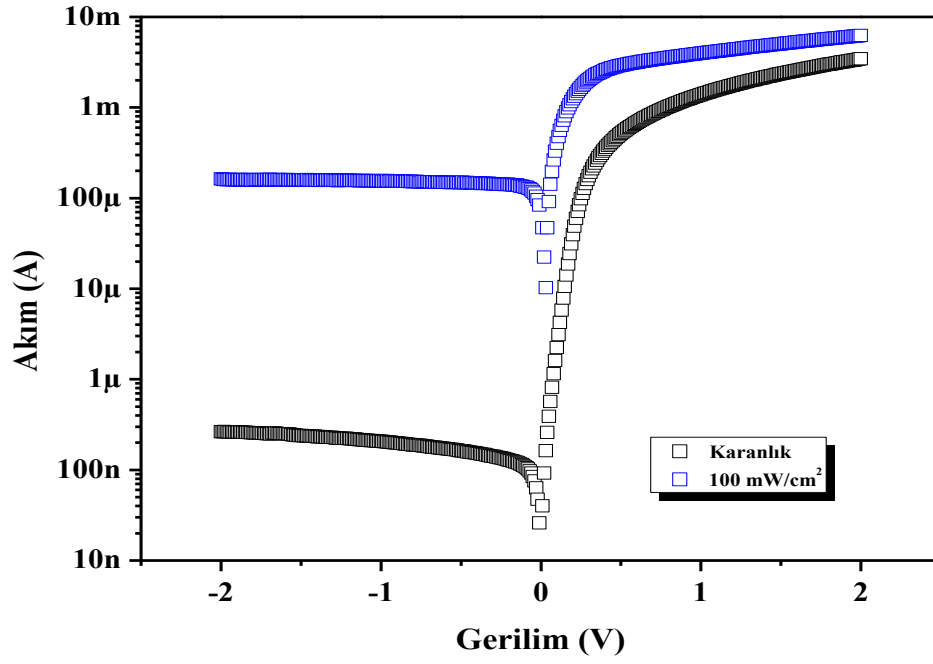 10m
1m
100µ
10µ
1µ
100n
10n
Akım (A)
-2 -1 0 1 2
Gerilim (V)
Karanlık
100 mW/cm²